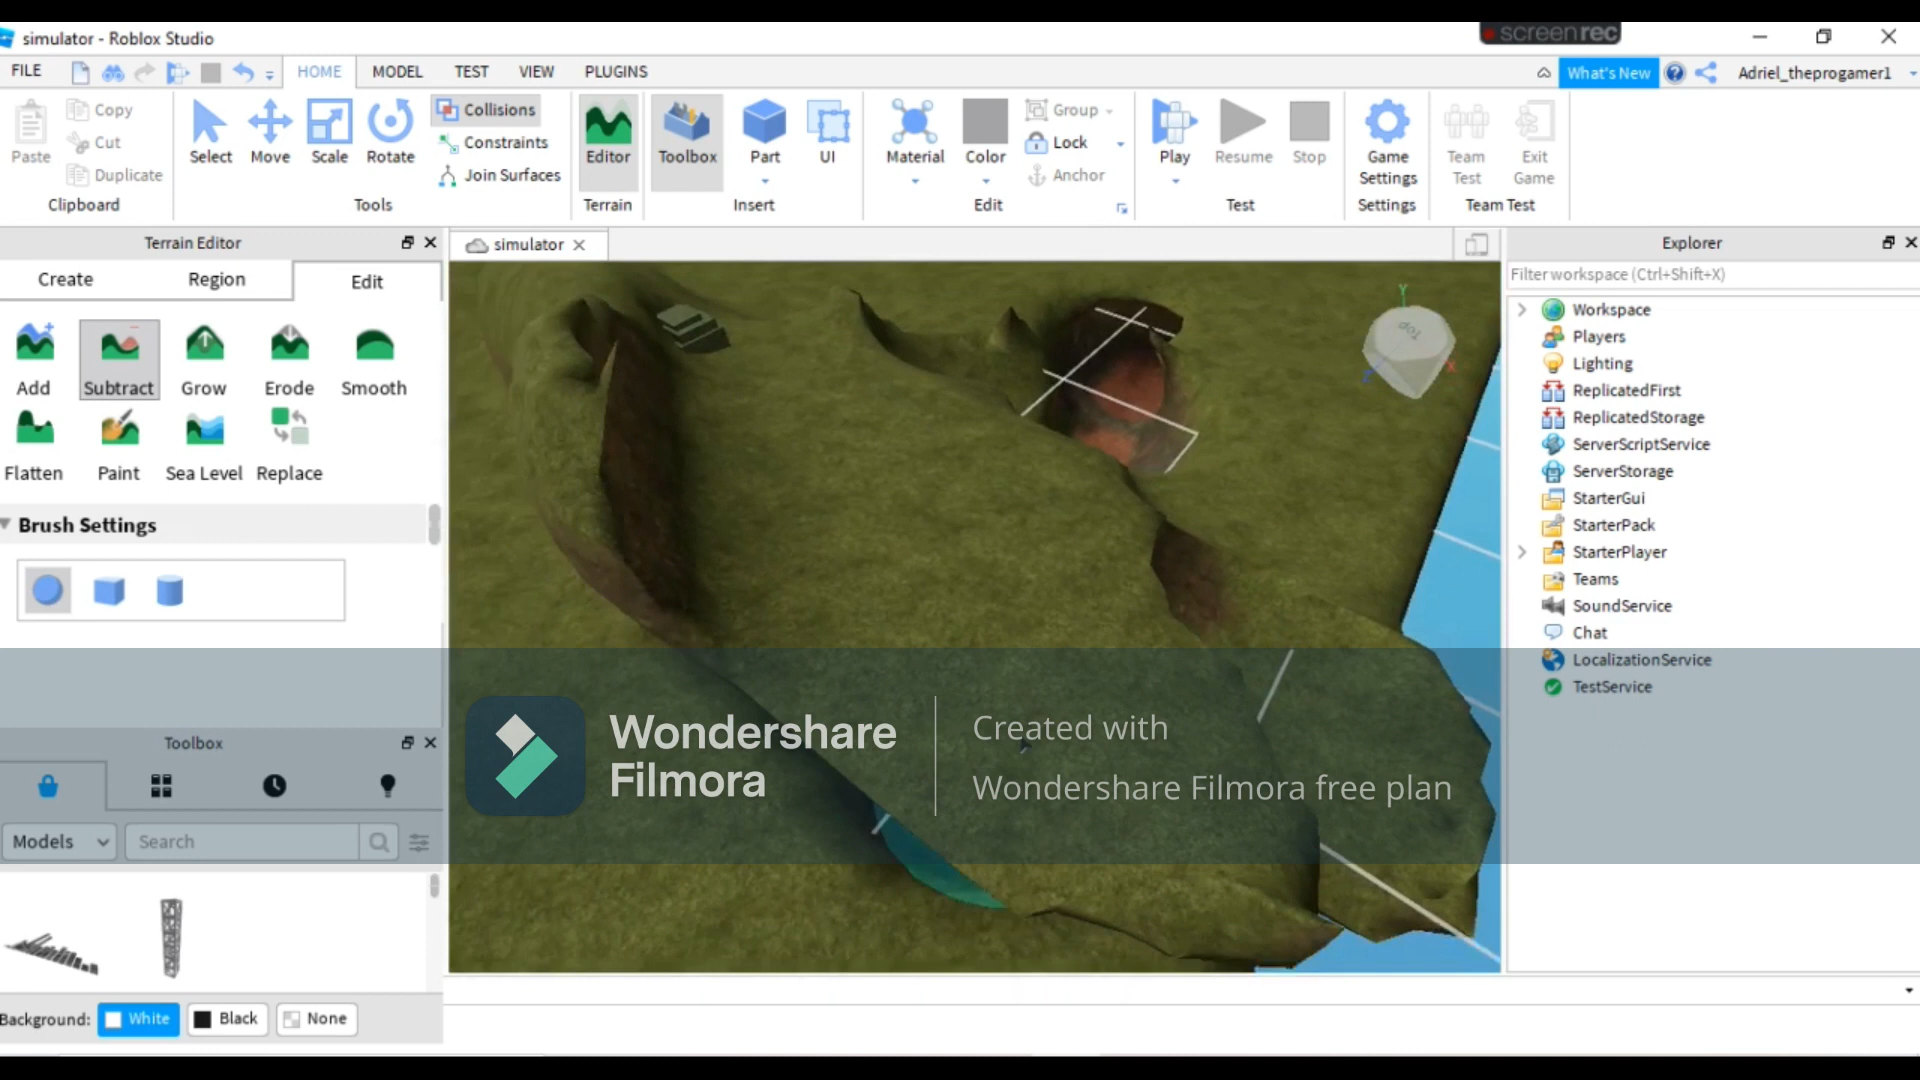 simulator - Roblox Studio
screenrec
FILE
HOME
MODEL
TEST
VIEW
PLUGINS
What's New
Adriel_theprogamer1
Paste
Copy
Cut
Duplicate
Clipboard
Select
Move
Scale
Rotate
Collisions
Constraints
Join Surfaces
Tools
Editor
Terrain
Toolbox
Part
UI
Insert
Material
Color
Group
Lock
Anchor
Edit
Play
Resume
Stop
Test
Game
Settings
Settings
Team
Test
Exit
Game
Team Test
Terrain Editor
Create
Region
Edit
Add
Subtract
Grow
Erode
Smooth
Flatten
Paint
Sea Level
Replace
Brush Settings
simulator
Y
Top
X
Z
Explorer
Filter workspace (Ctrl+Shift+X)
Workspace
Players
Lighting
ReplicatedFirst
ReplicatedStorage
ServerScriptService
ServerStorage
StarterGui
StarterPack
StarterPlayer
Teams
SoundService
Chat
LocalizationService
TestService
Wondershare
Filmora
Created with
Wondershare Filmora free plan
Toolbox
Models
Search
Background:
White
Black
None